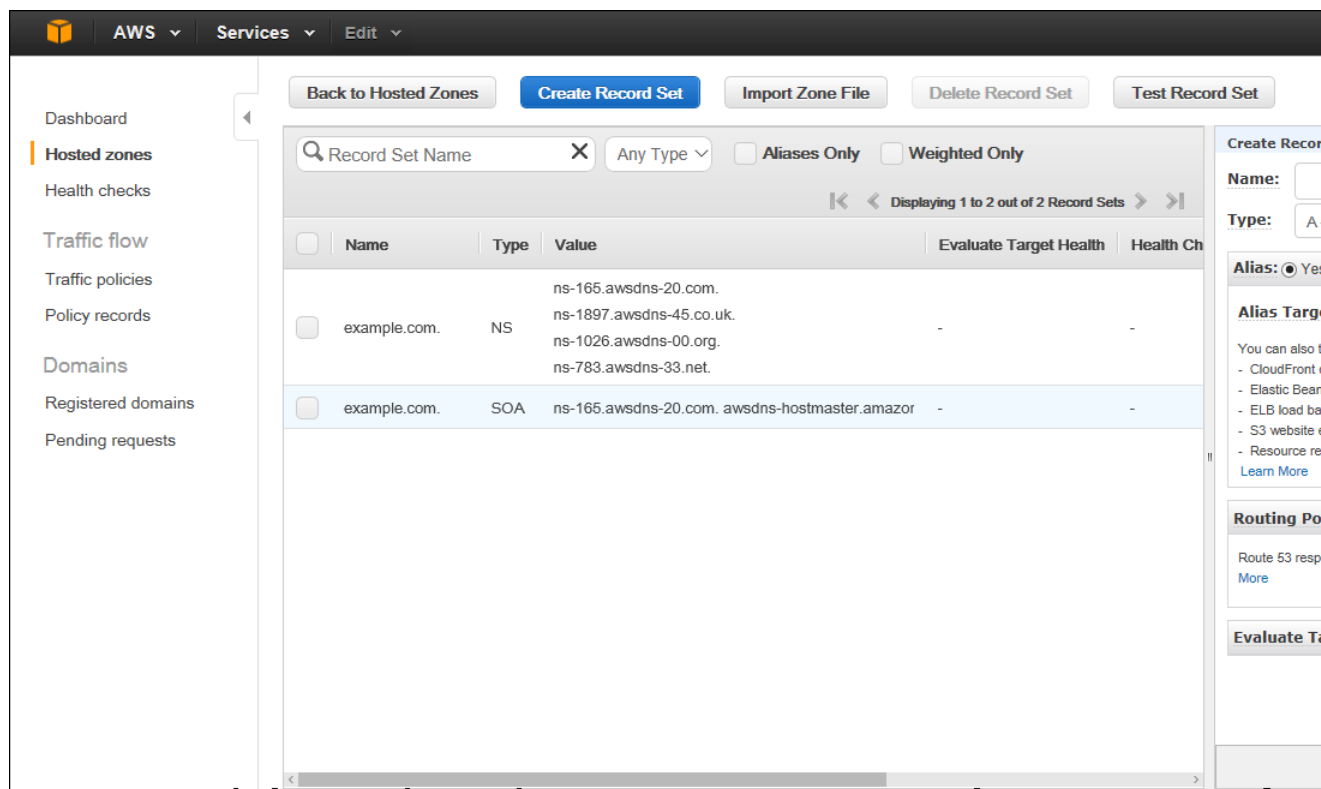 AWS Services Edit
Dashboard
Hosted zones
Health checks
Traffic flow
Traffic policies
Policy records
Domains
Registered domains
Pending requests
Back to Hosted Zones Create Record Set Import Zone File Delete Record Set Test Record Set
Record Set Name Any Type Aliases Only Weighted Only
Displaying 1 to 2 out of 2 Record Sets
Name Type Value Evaluate Target Health Health Ch
example.com. NS
ns-165.awsdns-20.com.
ns-1897.awsdns-45.co.uk.
ns-1026.awsdns-00.org.
ns-783.awsdns-33.net.
- -
example.com. SOA ns-165.awsdns-20.com. awsdns-hostmaster.amazor - -
Create Recor
Name:
Type: A
Alias: Yes
Alias Targe
You can also t
- CloudFront
- Elastic Bean
- ELB load ba
- S3 website e
- Resource re
Learn More
Routing Po
Route 53 resp
More
Evaluate Ta